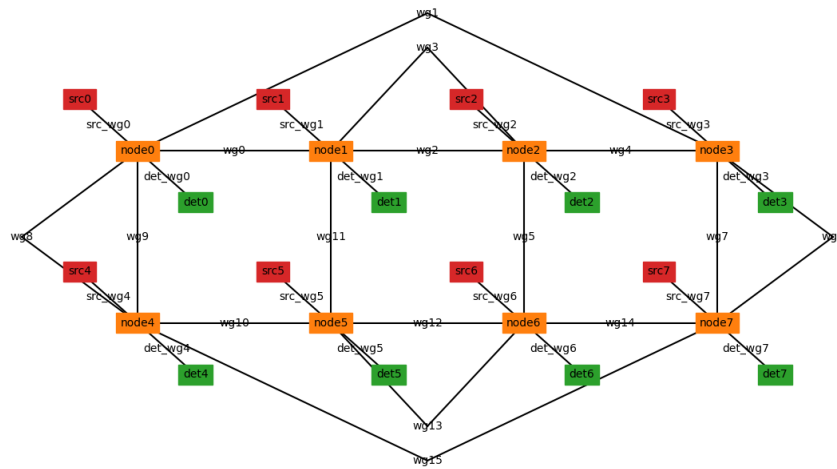 wg1
wg3
src0
src1
src2
src3
src_wg0
src_wg1
src_wg2
src_wg3
node0
wg0
node1
wg2
node2
wg4
node3
det_wg0
det_wg1
det_wg2
det_wg3
det0
det1
det2
det3
wg8
wg9
wg11
wg5
wg7
src4
src5
src6
src7
src_wg4
src_wg5
src_wg6
src_wg7
node4
wg10
node5
wg12
node6
wg14
node7
det_wg4
det_wg5
det_wg6
det_wg7
det4
det5
det6
det7
wg13
wg15